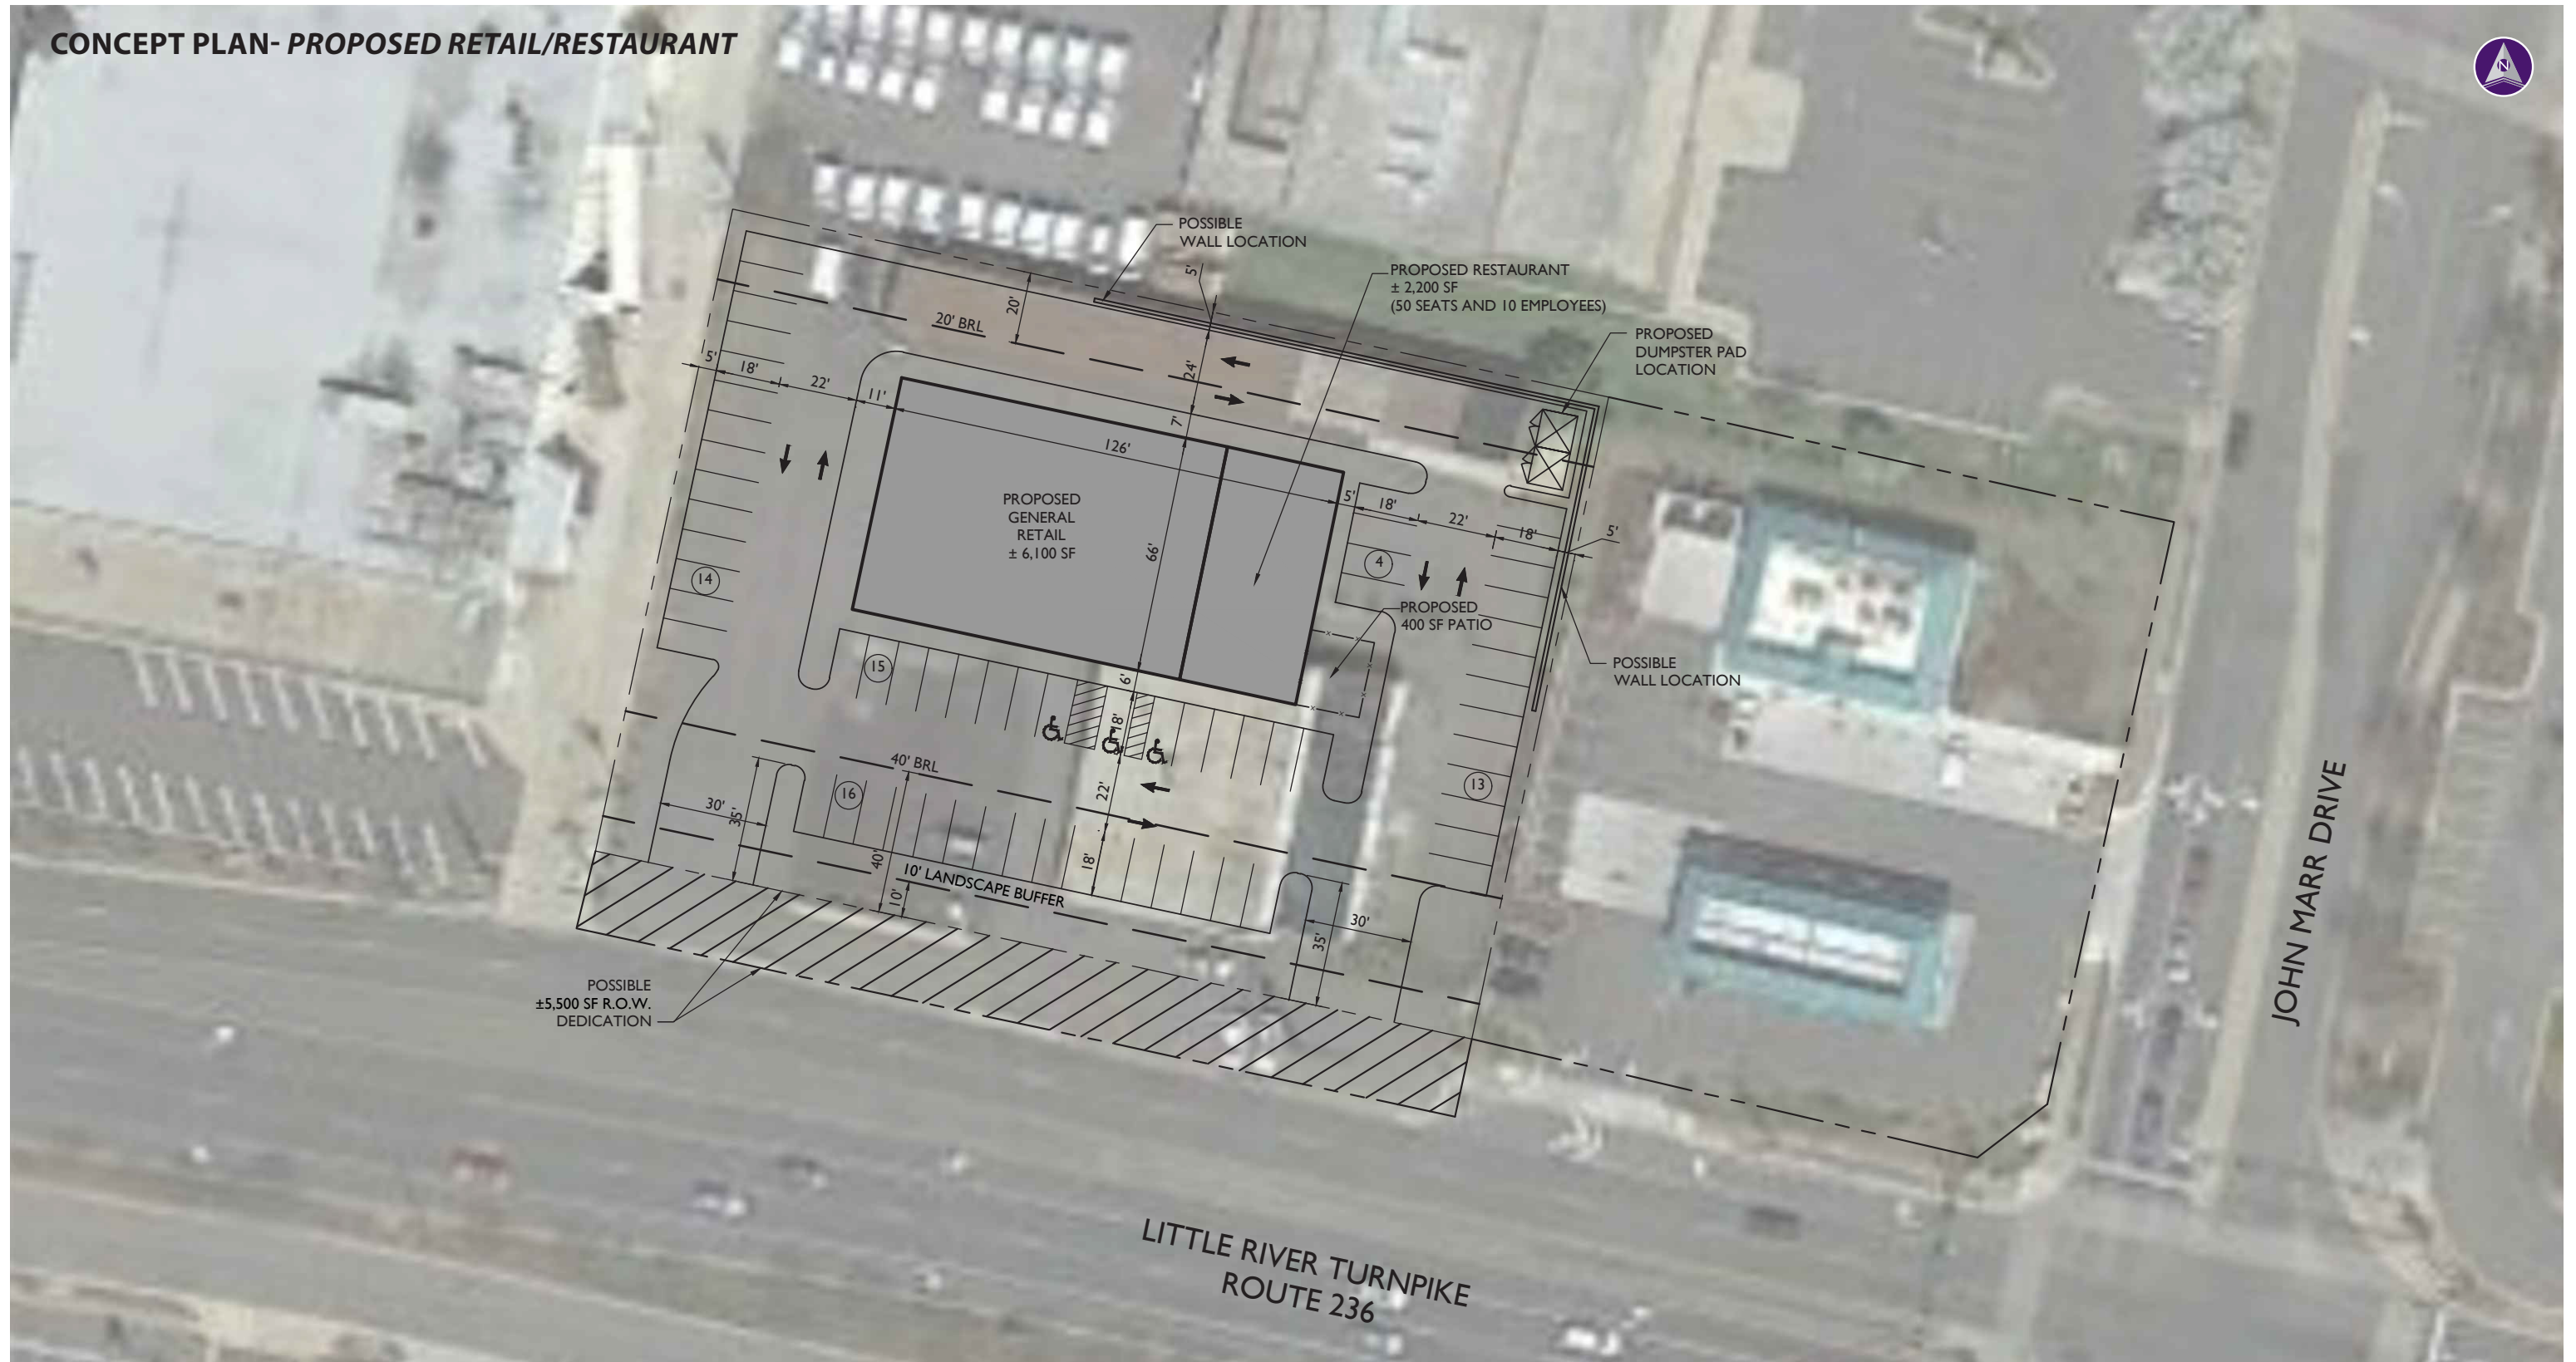 CONCEPT PLAN- PROPOSED RETAIL/RESTAURANT
N
POSSIBLE
WALL LOCATION
PROPOSED RESTAURANT
± 2,200 SF
(50 SEATS AND 10 EMPLOYEES)
PROPOSED
DUMPSTER PAD
LOCATION
5'
20'
20' BRL
24'
7'
5'
18'
22'
11'
126'
66'
PROPOSED
GENERAL
RETAIL
± 6,100 SF
5'
18'
22'
18'
5'
4
14
PROPOSED
400 SF PATIO
15
POSSIBLE
WALL LOCATION
6'
18'
40' BRL
22'
16
13
30'
35'
40'
18'
10' LANDSCAPE BUFFER
10'
30'
35'
POSSIBLE
±5,500 SF R.O.W.
DEDICATION
JOHN MARR DRIVE
LITTLE RIVER TURNPIKE
ROUTE 236